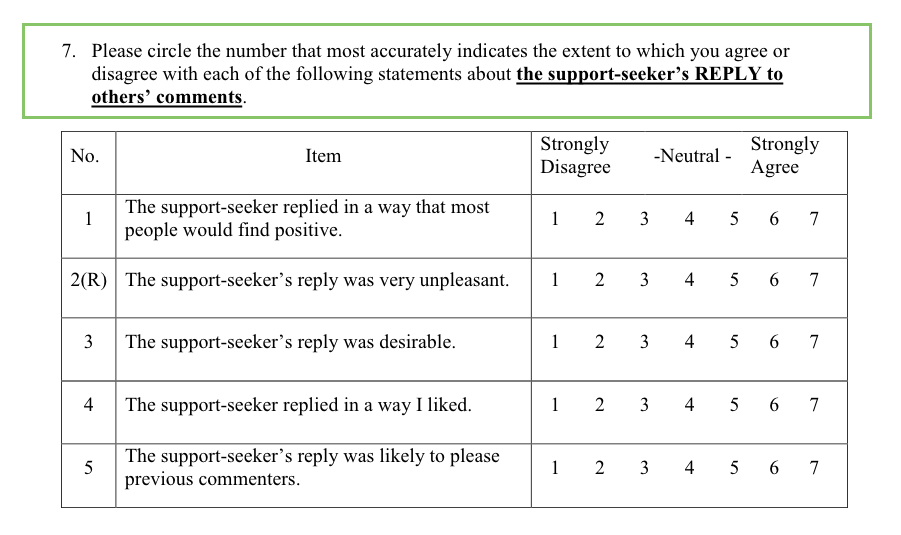 7. Please circle the number that most accurately indicates the extent to which you agree or
disagree with each of the following statements about the support-seeker’s REPLY to
others’ comments.
No. Item Strongly Disagree -Neutral - Strongly Agree
1 The support-seeker replied in a way that most
people would find positive. 1 2 3 4 5 6 7
2(R) The support-seeker’s reply was very unpleasant. 1 2 3 4 5 6 7
3 The support-seeker’s reply was desirable. 1 2 3 4 5 6 7
4 The support-seeker replied in a way I liked. 1 2 3 4 5 6 7
5 The support-seeker’s reply was likely to please
previous commenters. 1 2 3 4 5 6 7